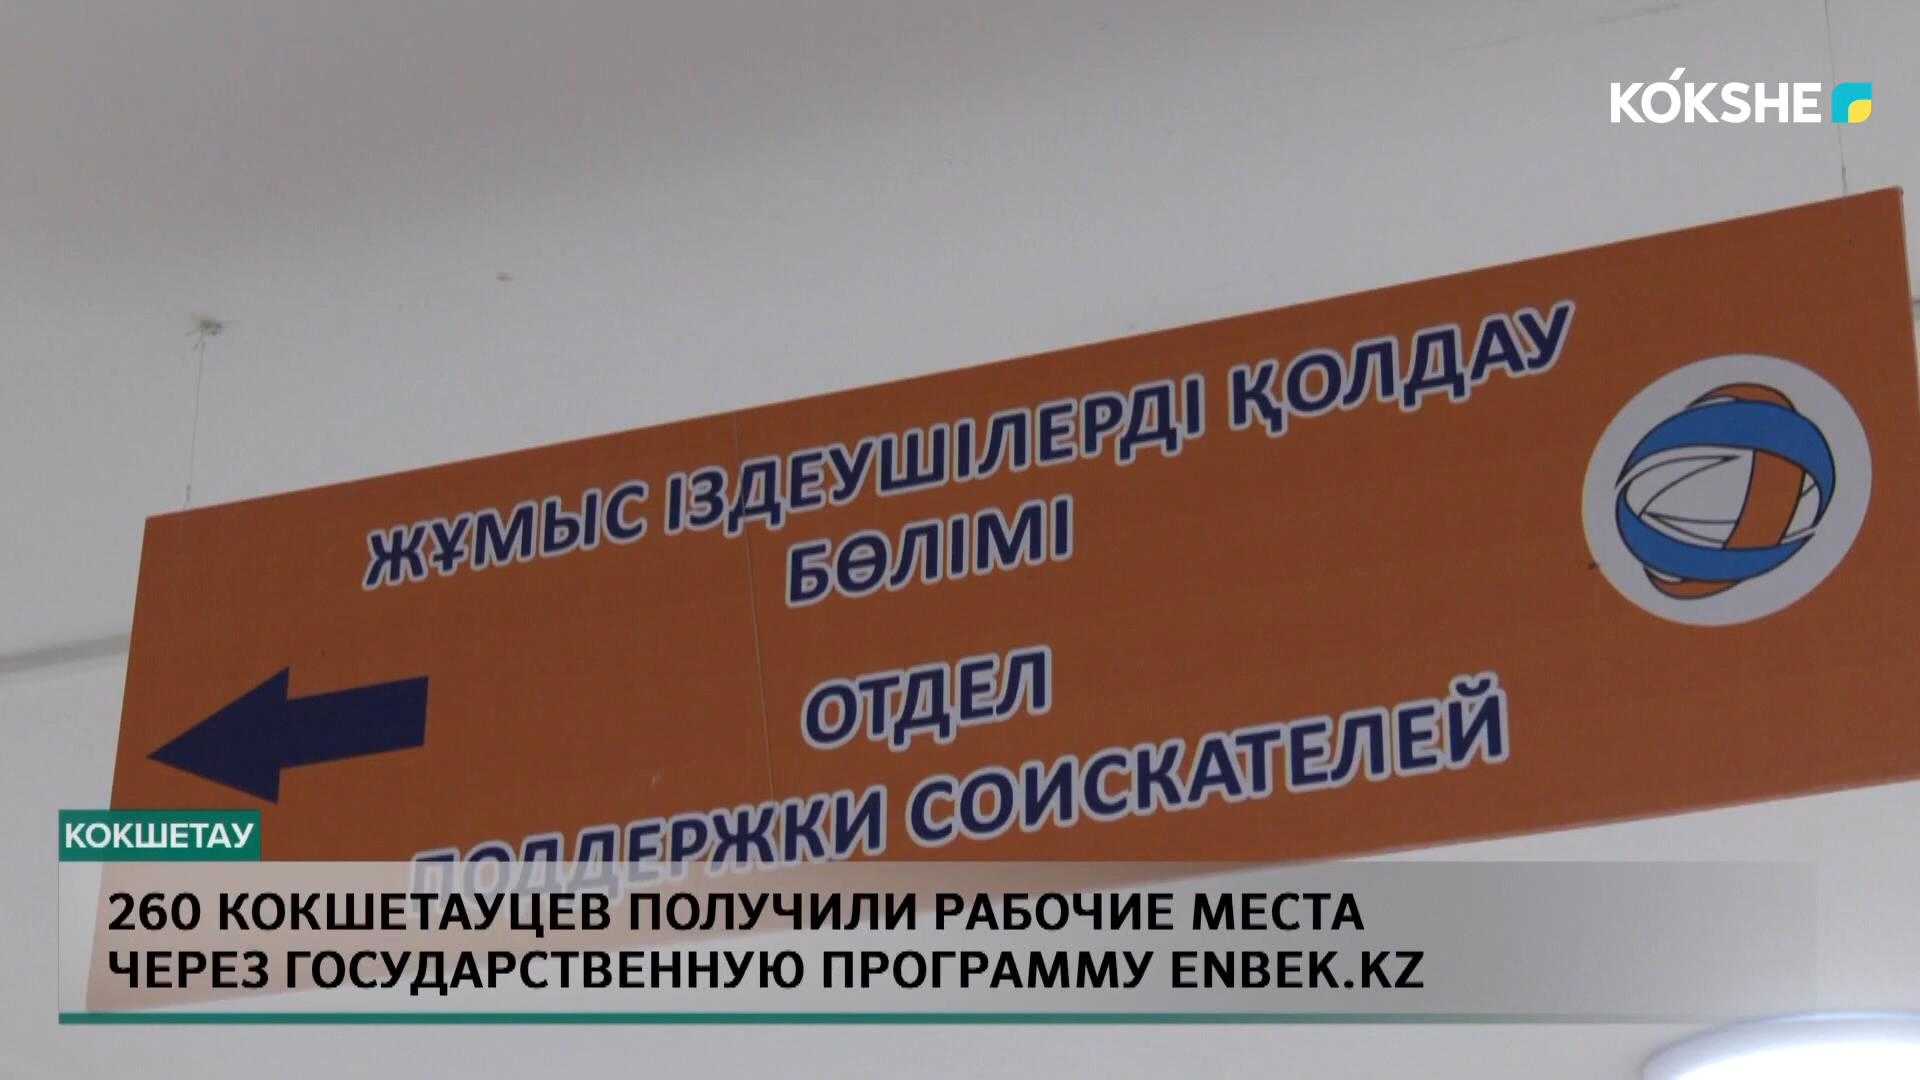 KÓKSHE
ЖҰМЫС ІЗДЕУШІЛЕРДІ ҚОЛДАУ
БӨЛІМІ
ОТДЕЛ
ПОДДЕРЖКИ СОИСКАТЕЛЕЙ
КОКШЕТАУ
260 КОКШЕТАУЦЕВ ПОЛУЧИЛИ РАБОЧИЕ МЕСТА
ЧЕРЕЗ ГОСУДАРСТВЕННУЮ ПРОГРАММУ ENBEK.KZ